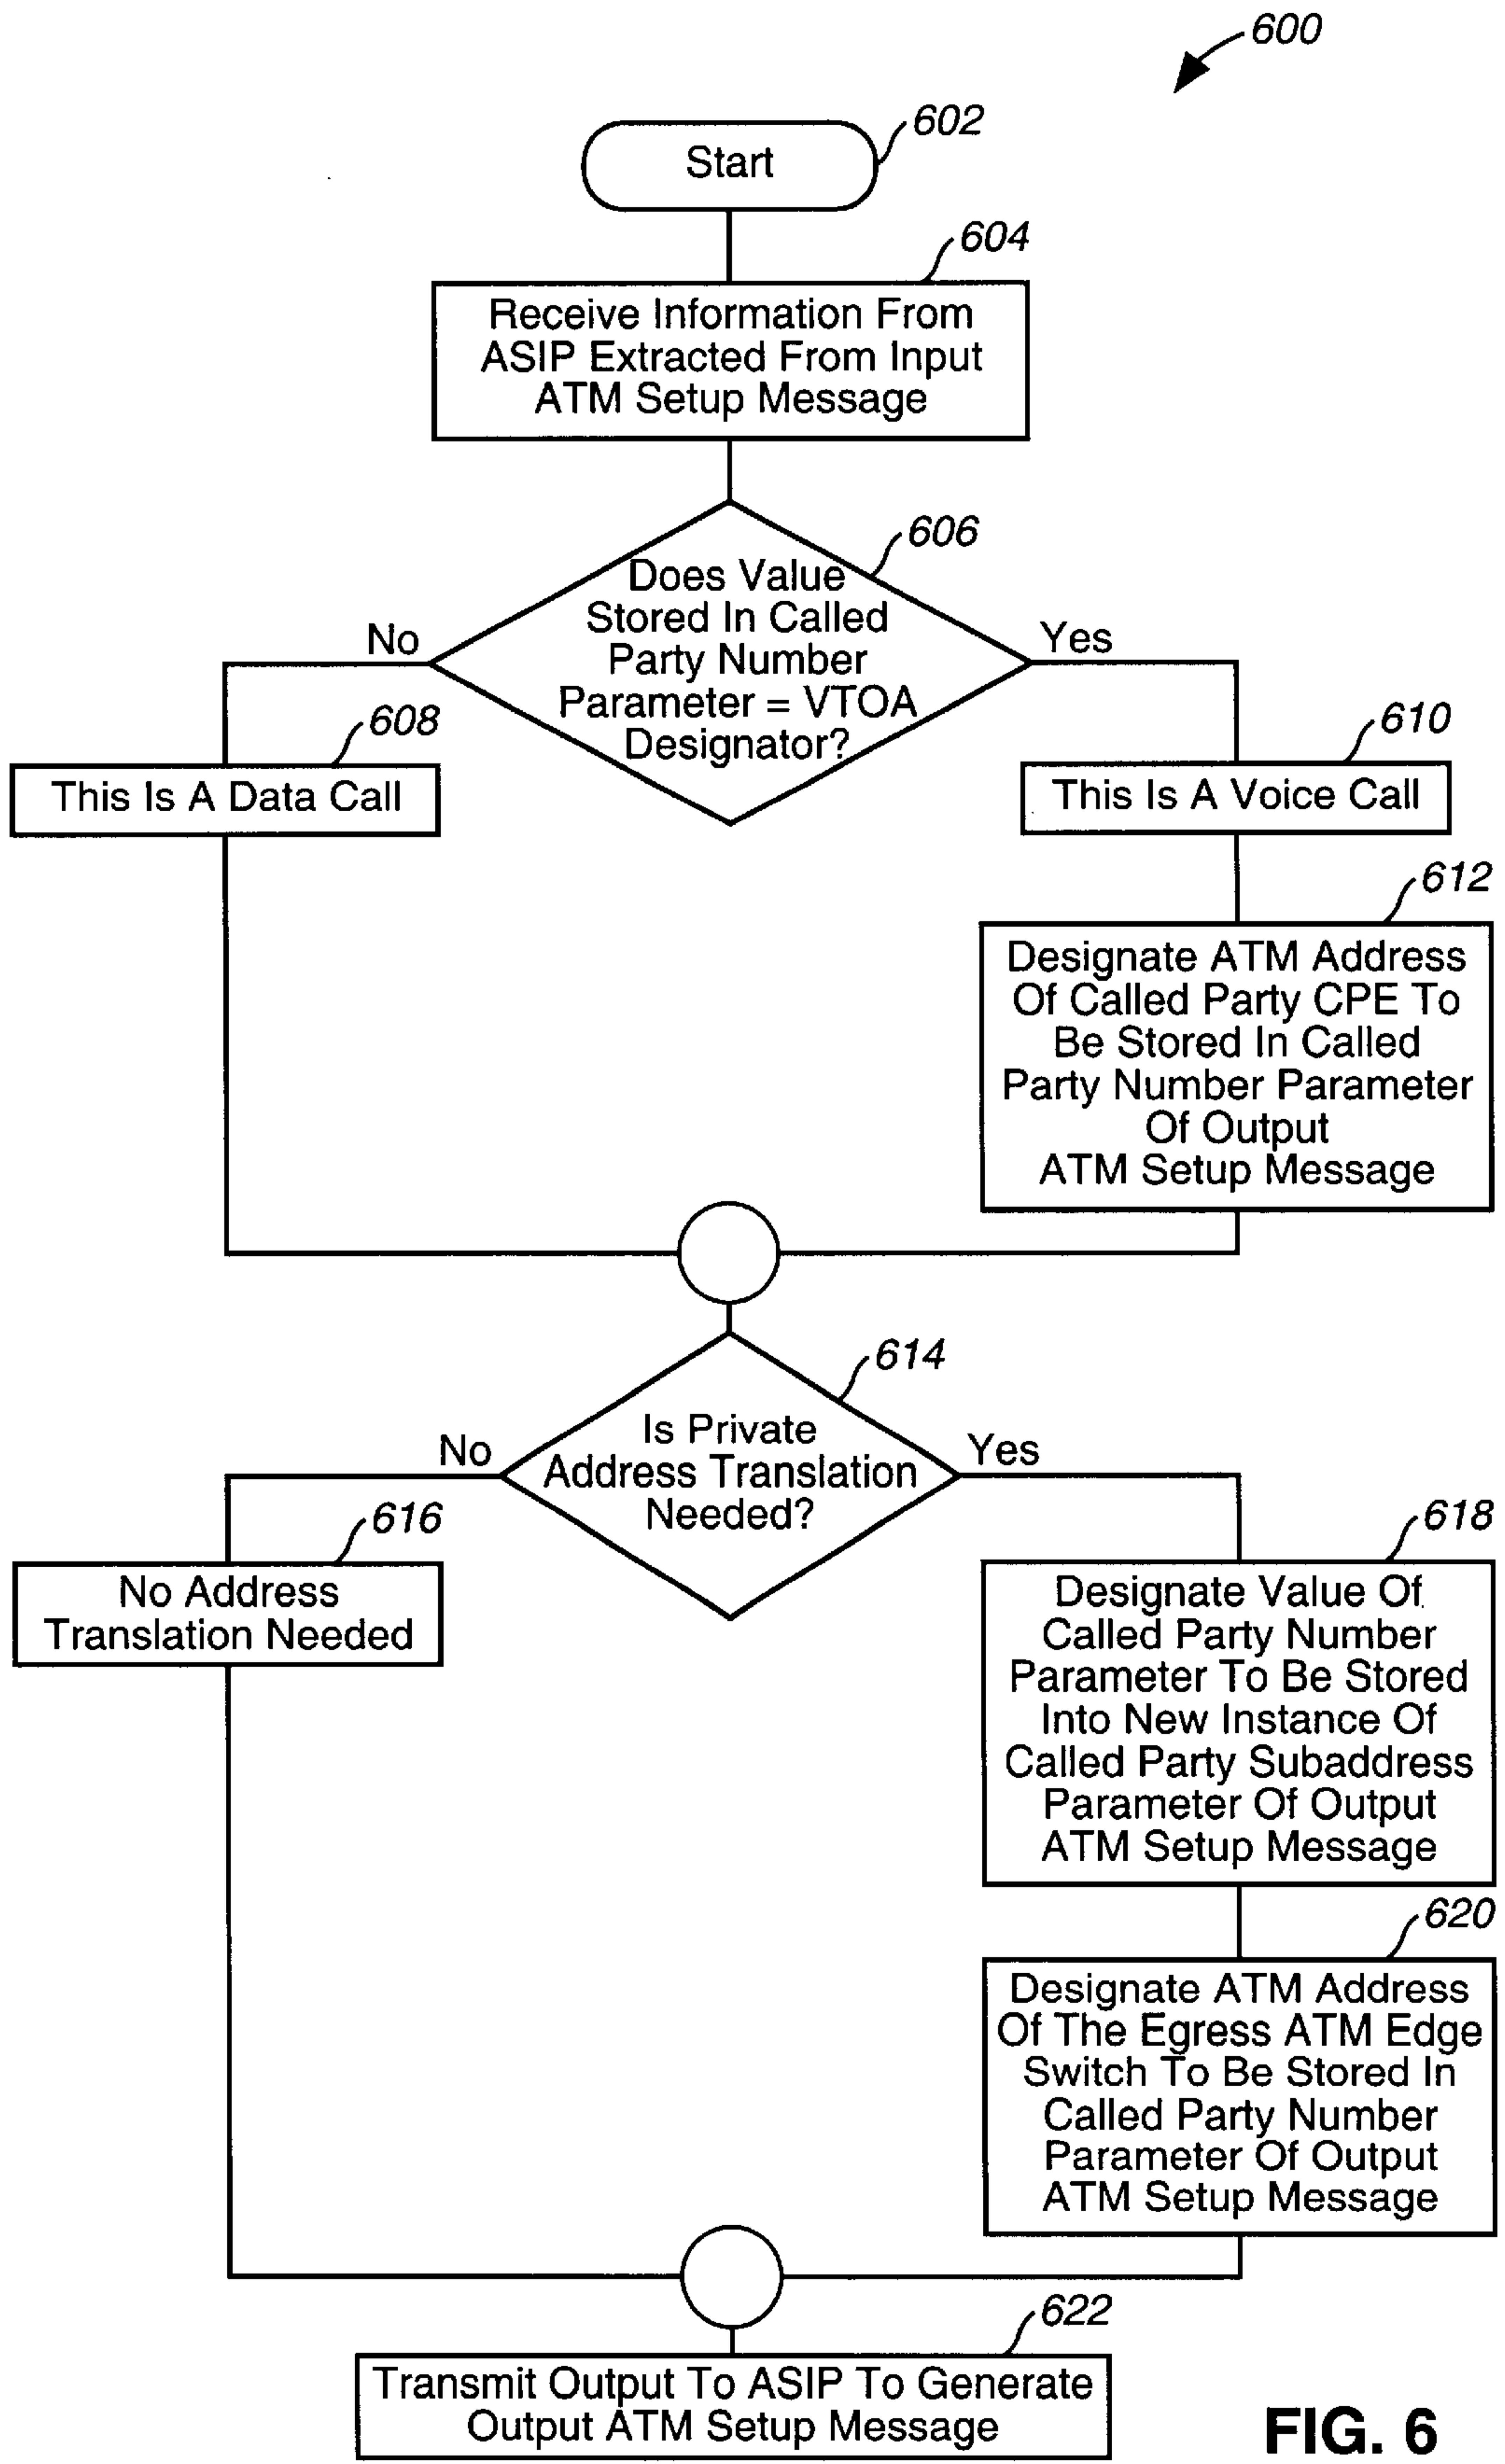 600
602
Start
604
Receive Information From
ASIP Extracted From Input
ATM Setup Message
606
Does Value
Stored In Called
Party Number
Parameter = VTOA
Designator?
No
Yes
608
This Is A Data Call
610
This Is A Voice Call
612
Designate ATM Address
Of Called Party CPE To
Be Stored In Called
Party Number Parameter
Of Output
ATM Setup Message
614
Is Private
Address Translation
Needed?
No
Yes
616
No Address
Translation Needed
618
Designate Value Of
Called Party Number
Parameter To Be Stored
Into New Instance Of
Called Party Subaddress
Parameter Of Output
ATM Setup Message
620
Designate ATM Address
Of The Egress ATM Edge
Switch To Be Stored In
Called Party Number
Parameter Of Output
ATM Setup Message
622
Transmit Output To ASIP To Generate
Output ATM Setup Message
FIG. 6